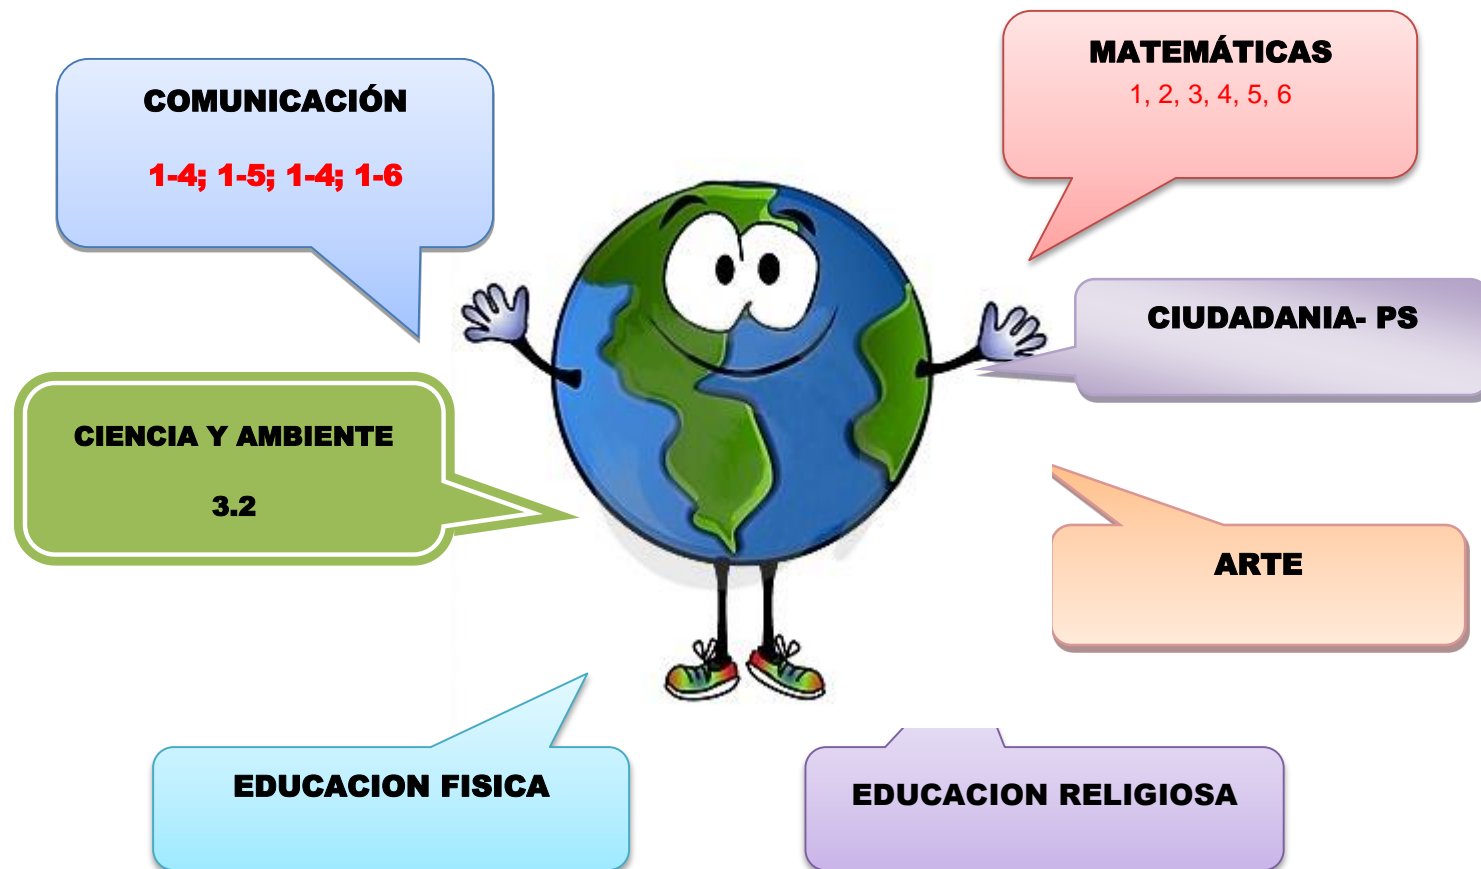 COMUNICACIÓN
1-4; 1-5; 1-4; 1-6
MATEMÁTICAS
1, 2, 3, 4, 5, 6
CIUDADANIA- PS
CIENCIA Y AMBIENTE
3.2
ARTE
EDUCACION FISICA
EDUCACION RELIGIOSA